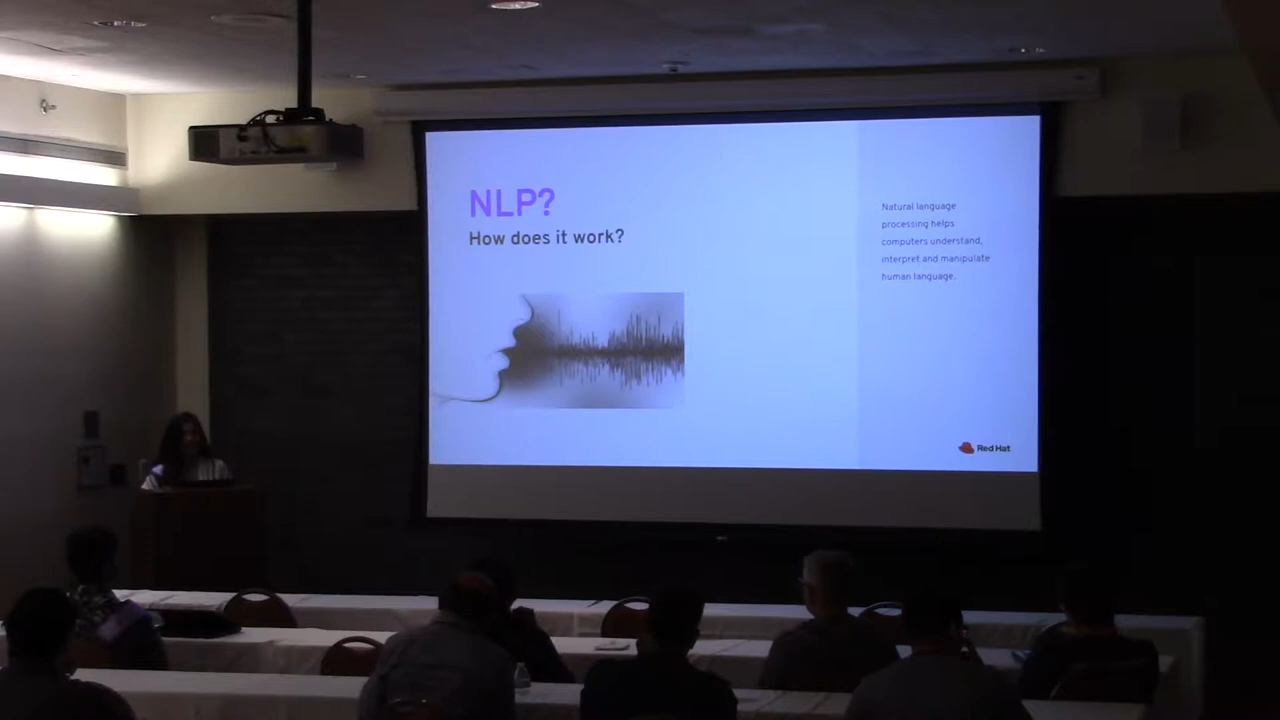 NLP?
How does it work?
Natural language
processing helps
computers understand,
interpret and manipulate
human language.
Red Hat